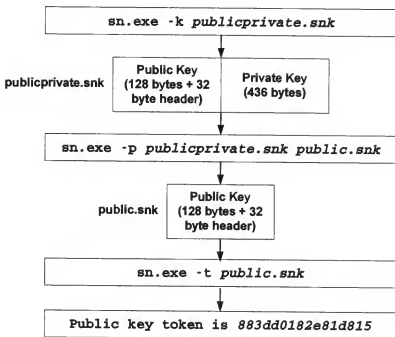 sn.exe -k publicprivate.snk
publicprivate.snk
Public Key
(128 bytes + 32
byte header)
Private Key
(436 bytes)
sn.exe -p publicprivate.snk public.snk
public.snk
Public Key
(128 bytes + 32
byte header)
sn.exe -t public.snk
Public key token is 883dd0182e81d815